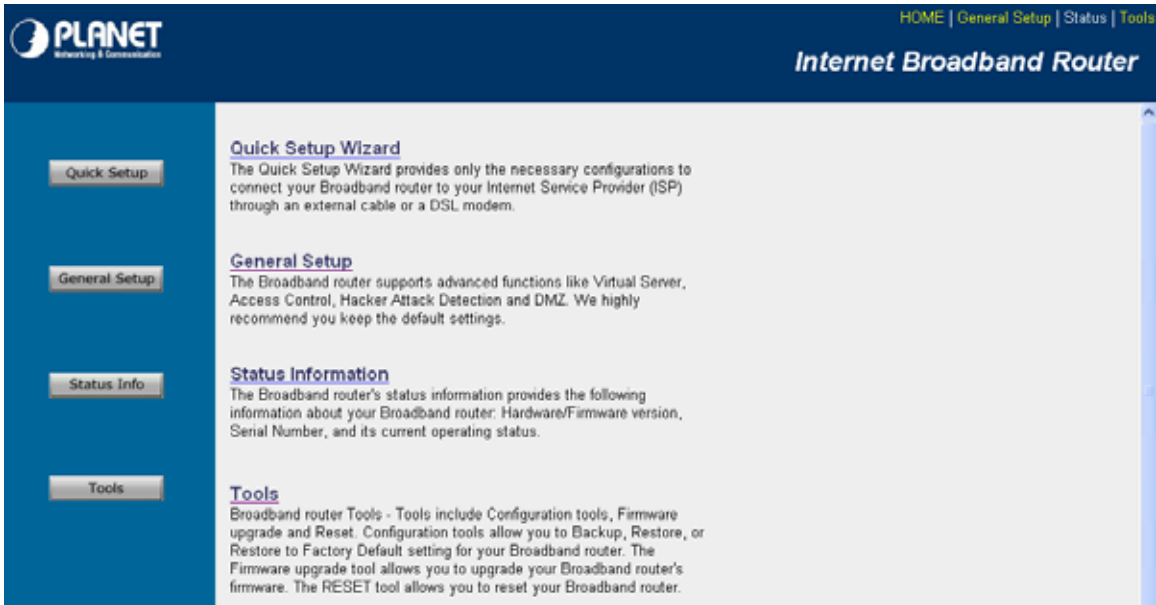 PLANET
Networking & Communication
HOME | General Setup | Status | Tools
Internet Broadband Router
Quick Setup
General Setup
Status Info
Tools
Quick Setup Wizard
The Quick Setup Wizard provides only the necessary configurations to
connect your Broadband router to your Internet Service Provider (ISP)
through an external cable or a DSL modem.
General Setup
The Broadband router supports advanced functions like Virtual Server,
Access Control, Hacker Attack Detection and DMZ. We highly
recommend you keep the default settings.
Status Information
The Broadband router's status information provides the following
information about your Broadband router: Hardware/Firmware version,
Serial Number, and its current operating status.
Tools
Broadband router Tools - Tools include Configuration tools, Firmware
upgrade and Reset. Configuration tools allow you to Backup, Restore, or
Restore to Factory Default setting for your Broadband router. The
Firmware upgrade tool allows you to upgrade your Broadband router's
firmware. The RESET tool allows you to reset your Broadband router.